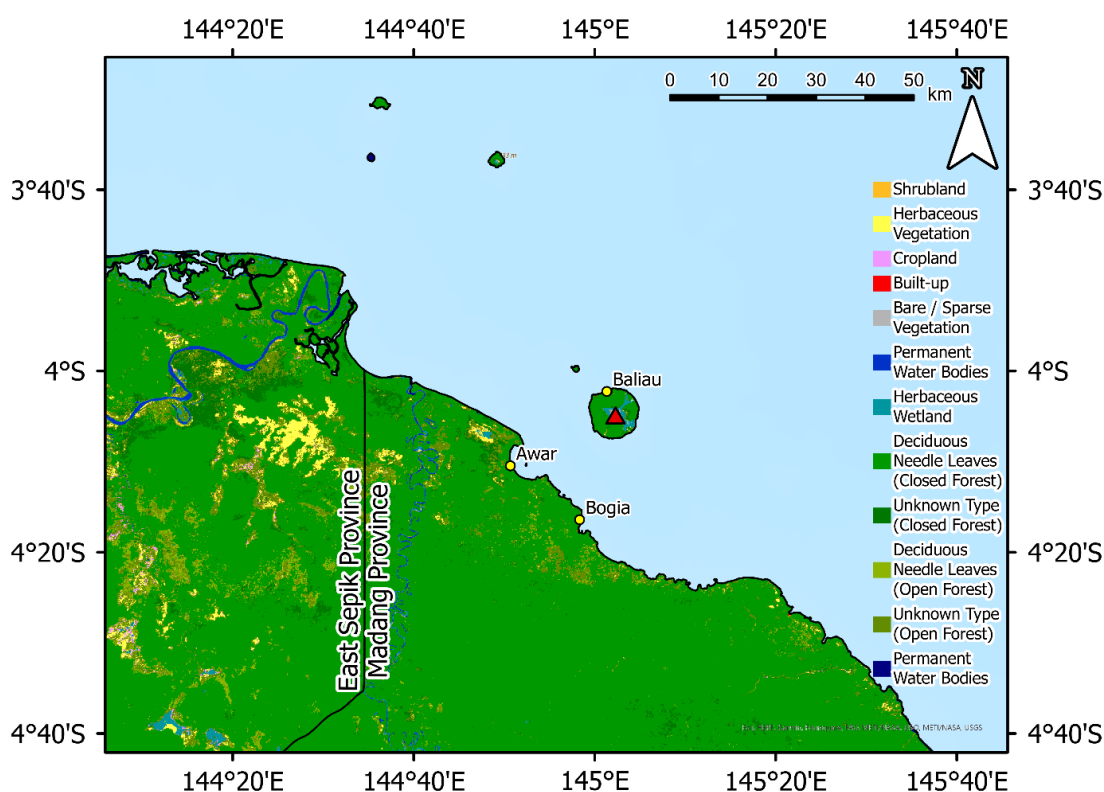 144°20'E 144°40'E 145°E 145°20'E 145°40'E
0 10 20 30 40 50
km
N
3°40'S 3°40'S
Shrubland
Herbaceous
Vegetation
Cropland
Built-up
Bare / Sparse
Vegetation
Permanent
Water Bodies
4°S 4°S
Baliau
Herbaceous
Wetland
Awar
Deciduous
Needle Leaves
(Closed Forest)
Bogia
Unknown Type
(Closed Forest)
4°20'S 4°20'S
Deciduous
Needle Leaves
(Open Forest)
East Sepik Province
Madang Province
Unknown Type
(Open Forest)
Permanent
Water Bodies
METI/NASA, USGS
4°40'S 4°40'S
144°20'E 144°40'E 145°E 145°20'E 145°40'E